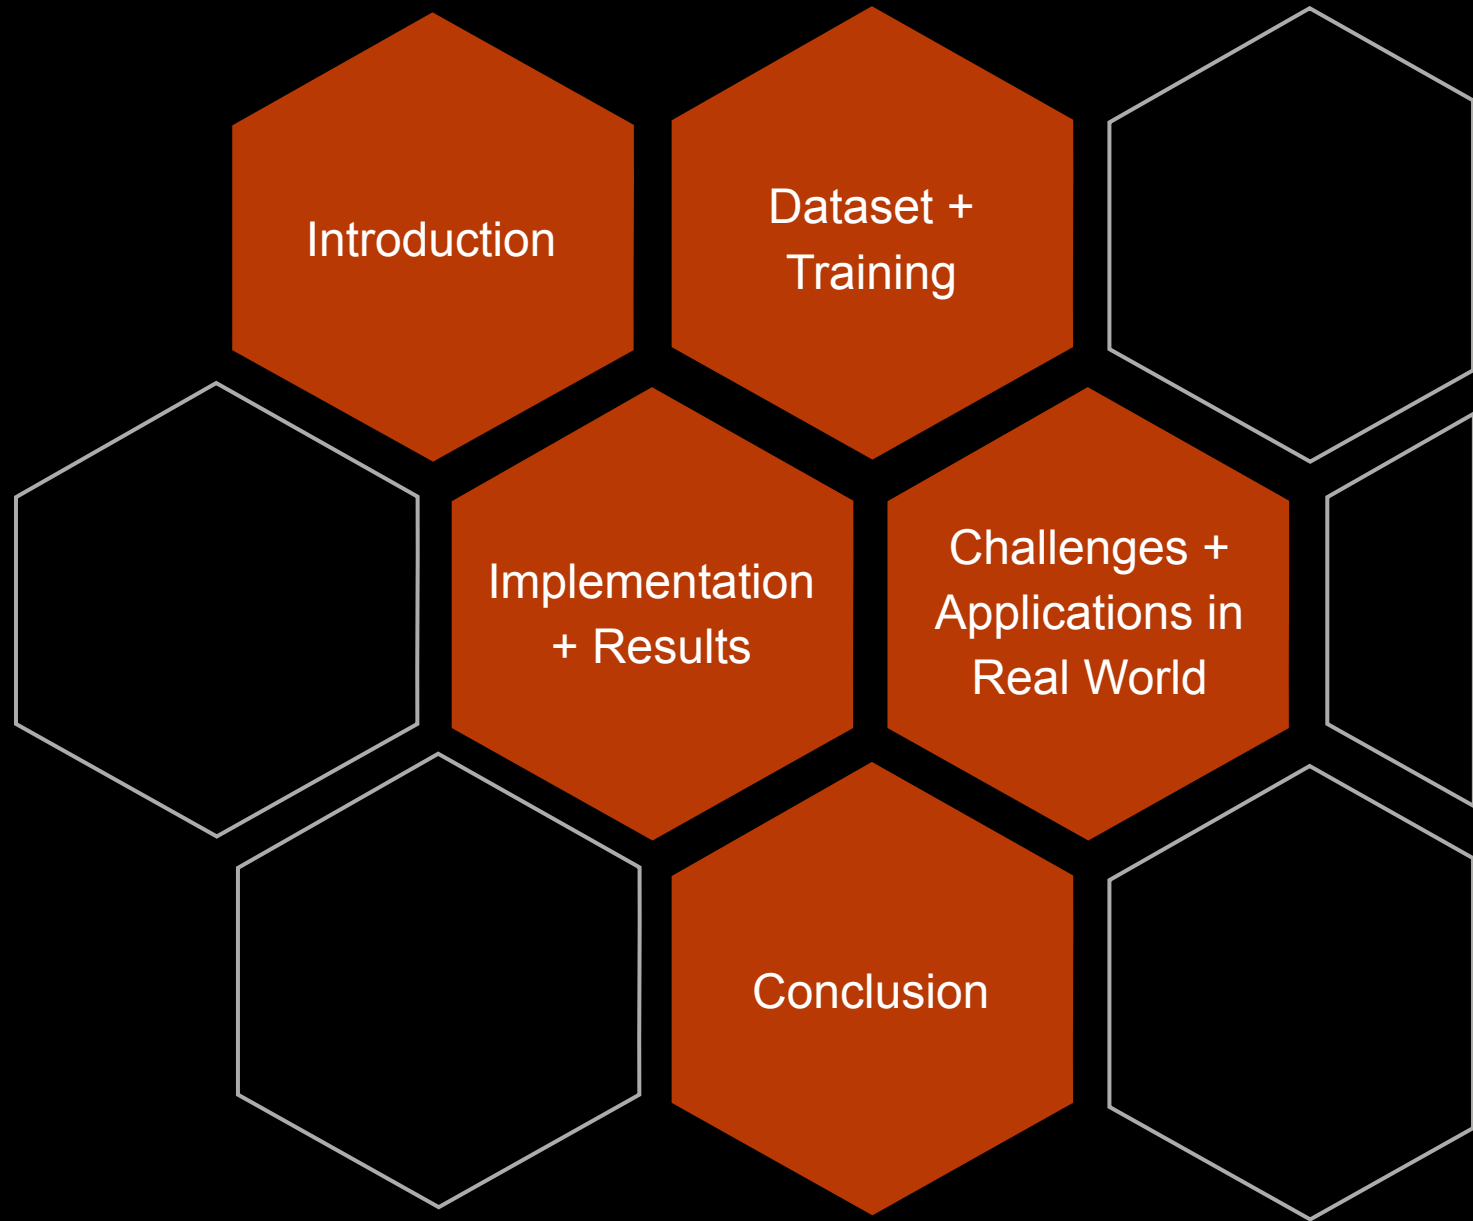 Introduction
Dataset +
Training
Implementation
+ Results
Challenges +
Applications in
Real World
Conclusion